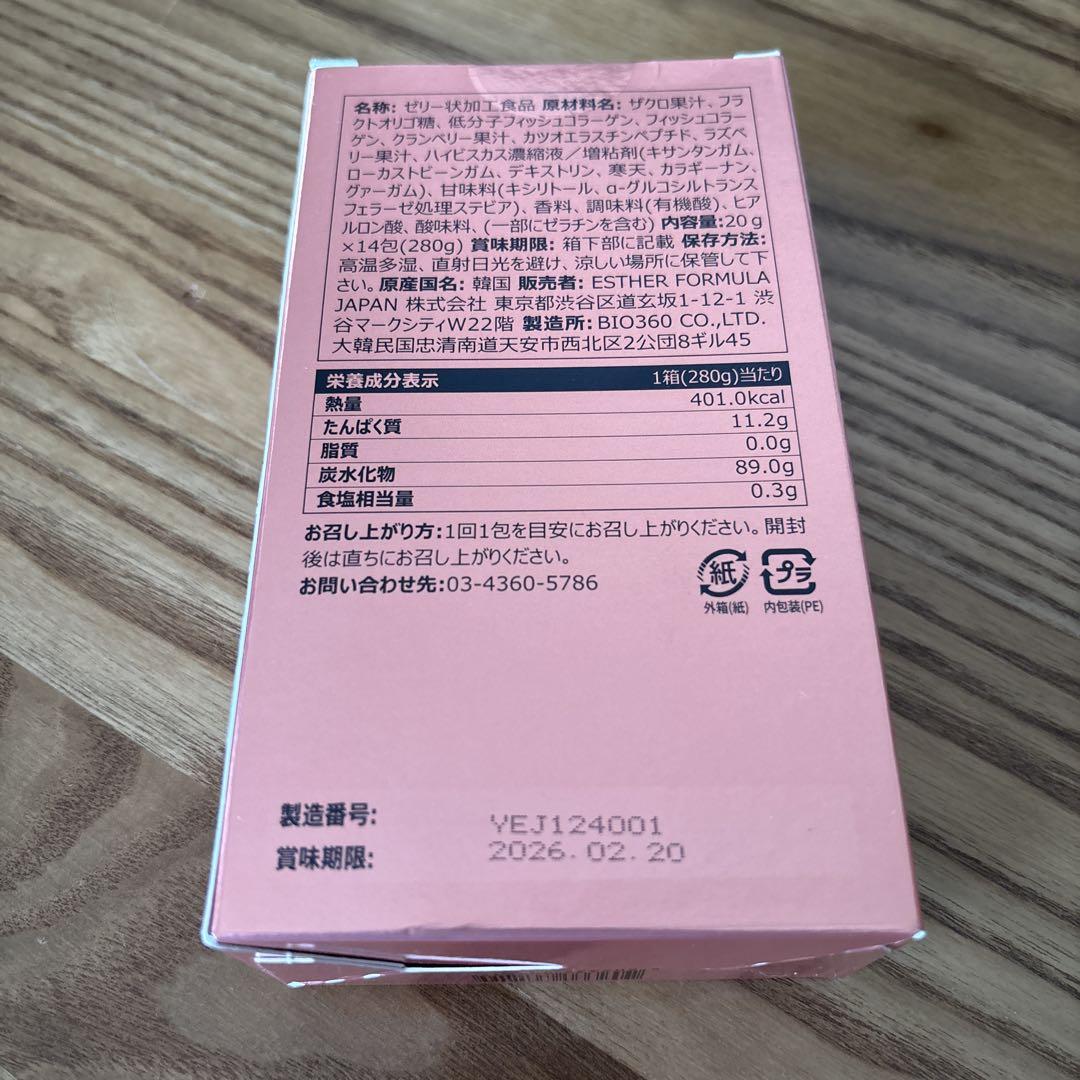 名称: ゼリー状加工食品 原材料名: ザクロ果汁、フラ
クトオリゴ糖、低分子フィッシュコラーゲン、フィッシュコラー
ゲン、クランベリー果汁、カツオエラスチンペプチド、ラズベ
リー果汁、ハイビスカス濃縮液／増粘剤(キサンタンガム、
ローカストビーンガム、デキストリン、寒天、カラギーナン、
グァーガム)、甘味料(キシリトール、α-グルコシルトランス
フェラーゼ処理ステビア)、香料、調味料(有機酸)、ヒア
ルロン酸、酸味料、(一部にゼラチンを含む) 内容量:20g
×14包(280g) 賞味期限: 箱下部に記載 保存方法:
高温多湿、直射日光を避け、涼しい場所に保管して下
さい。原産国名: 韓国 販売者: ESTHER FORMULA
JAPAN 株式会社 東京都渋谷区道玄坂1-12-1 渋
谷マークシティW22階 製造所: BIO360 CO.,LTD.
大韓民国忠清南道天安市西北区2公団8ギル45
栄養成分表示 1箱(280g)当たり
熱量 401.0kcal
たんぱく質 11.2g
脂質 0.0g
炭水化物 89.0g
食塩相当量 0.3g
お召し上がり方:1回1包を目安にお召し上がりください。開封
後は直ちにお召し上がりください。
お問い合わせ先:03-4360-5786
紙 プラ
外箱(紙) 内包装(PE)
製造番号: YEJ124001
賞味期限: 2026.02.20